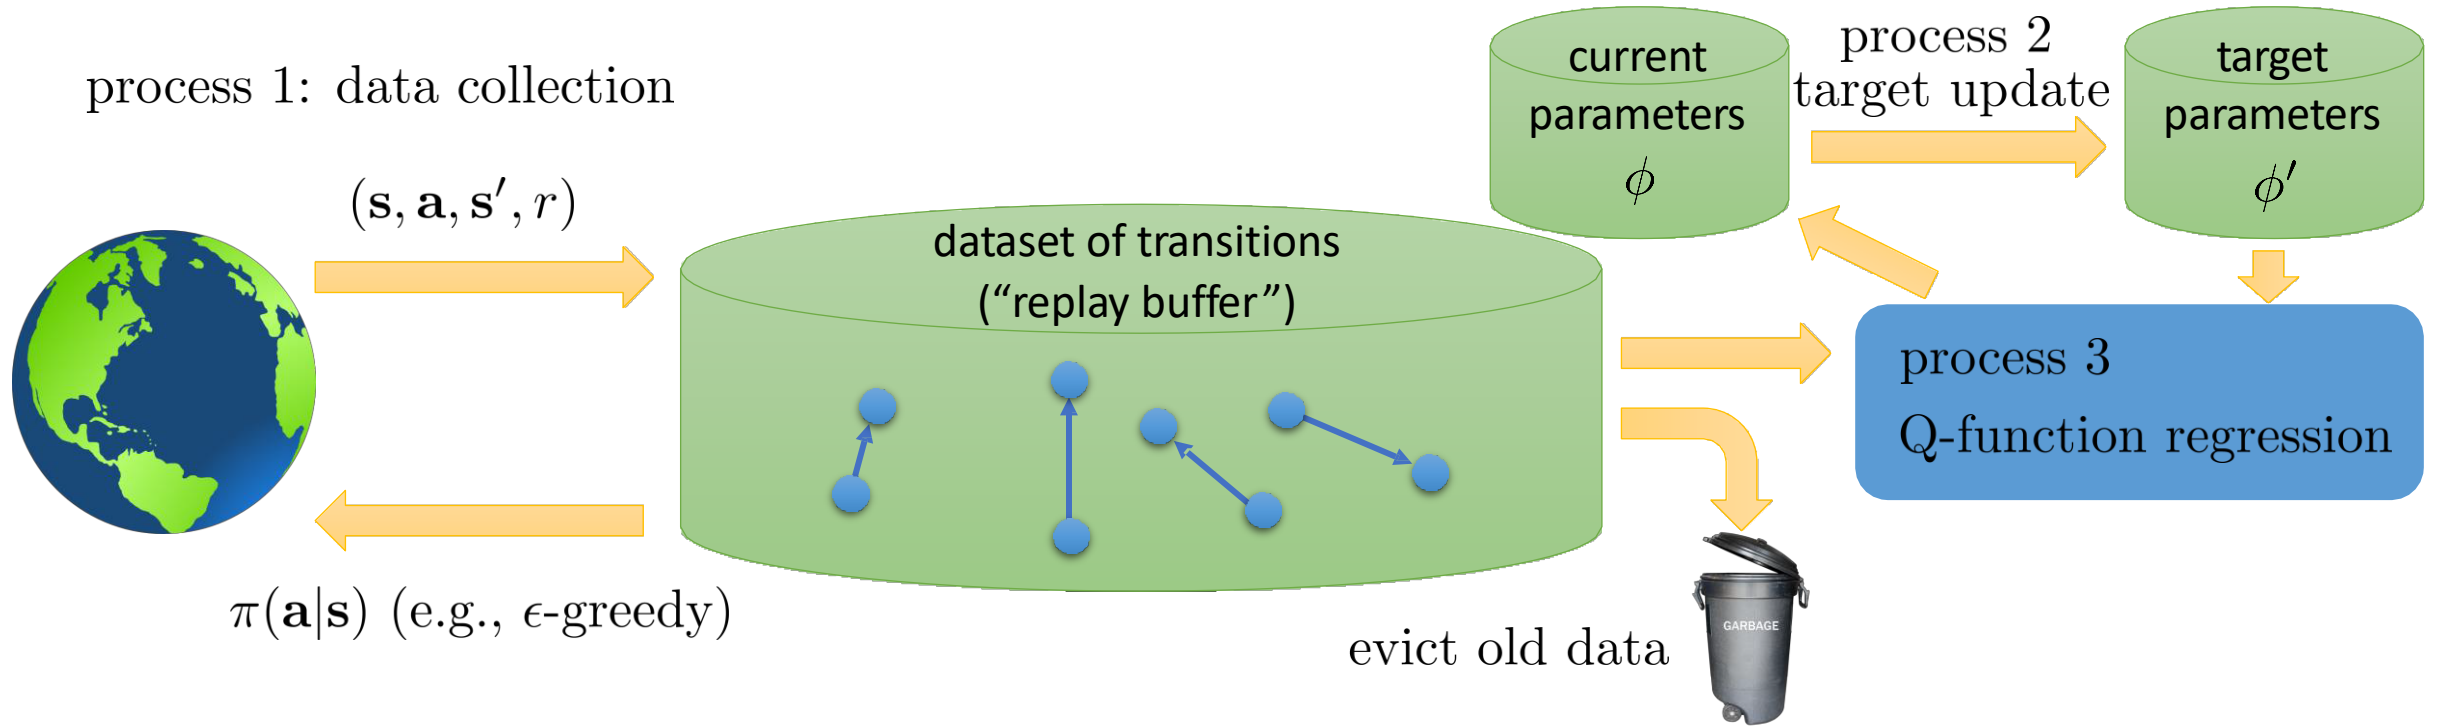 process 1: data collection
(s, a, s′, r)
π(a|s) (e.g., ϵ-greedy)
dataset of transitions
(“replay buffer”)
current
parameters
ϕ
process 2
target update
target
parameters
ϕ′
process 3
Q-function regression
evict old data
GARBAGE